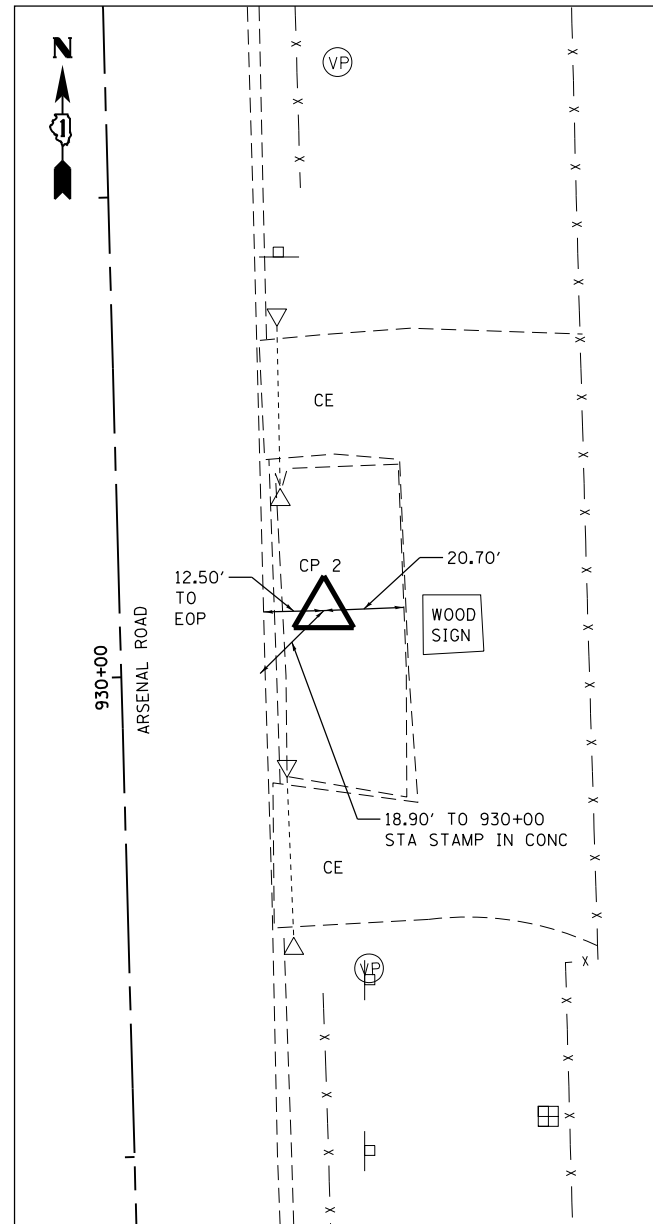 N
1
VP
CE
CP 2
12.50'
TO
EOP
20.70'
WOOD
SIGN
930+00
ARSENAL ROAD
18.90' TO 930+00
STA STAMP IN CONC
CE
VP